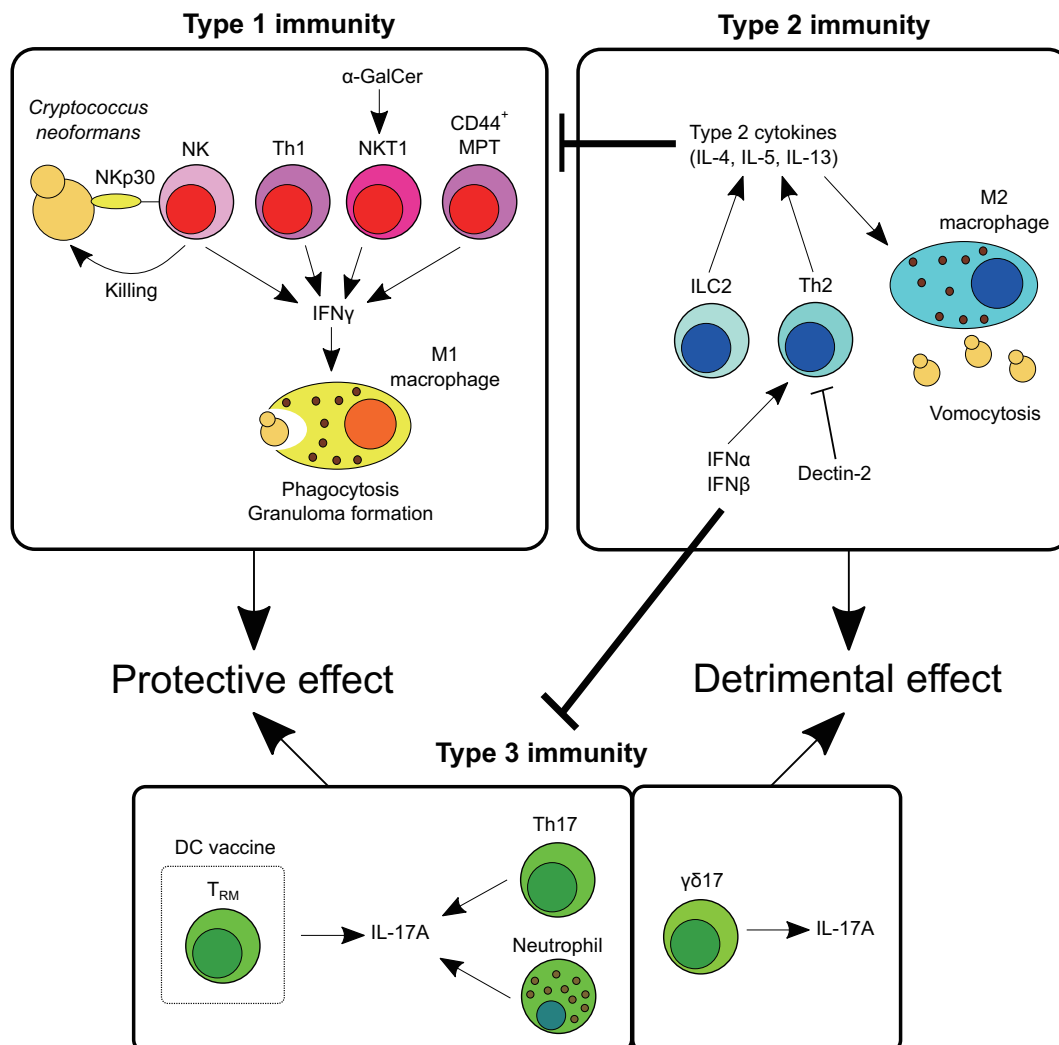 Type 1 immunity
α-GalCer
Cryptococcus
neoformans
NKp30
NK
Th1
NKT1
CD44+
MPT
Killing
IFNγ
M1
macrophage
Phagocytosis
Granuloma formation
Type 2 immunity
Type 2 cytokines
(IL-4, IL-5, IL-13)
M2
macrophage
ILC2
Th2
Vomocytosis
IFNα
IFNβ
Dectin-2
Protective effect
Detrimental effect
Type 3 immunity
DC vaccine
TRM
IL-17A
Th17
Neutrophil
γδ17
IL-17A